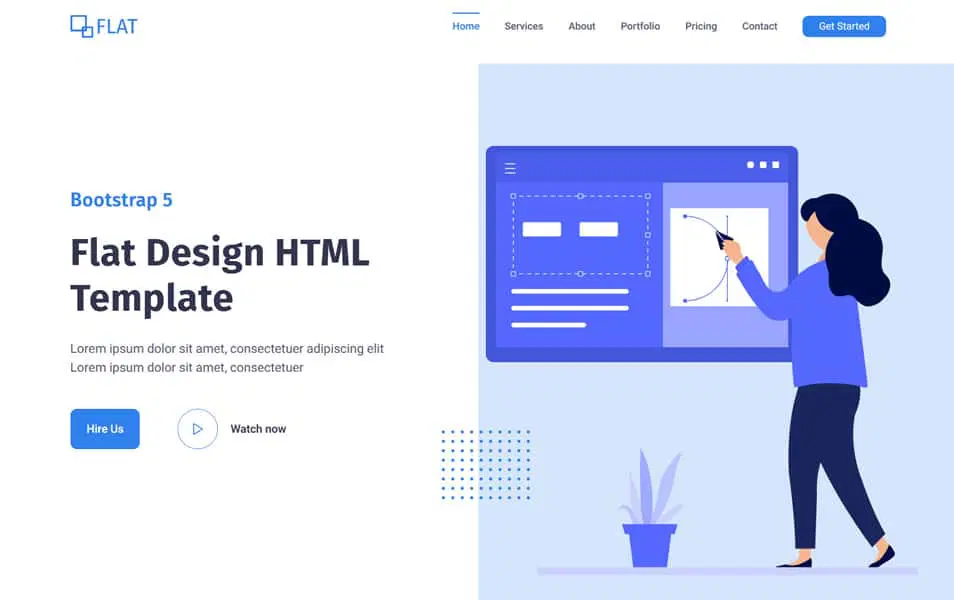 FLAT
Home Services About Portfolio Pricing Contact Get Started
Bootstrap 5
Flat Design HTML
Template
Lorem ipsum dolor sit amet, consectetuer adipiscing elit
Lorem ipsum dolor sit amet, consectetuer
Hire Us Watch now